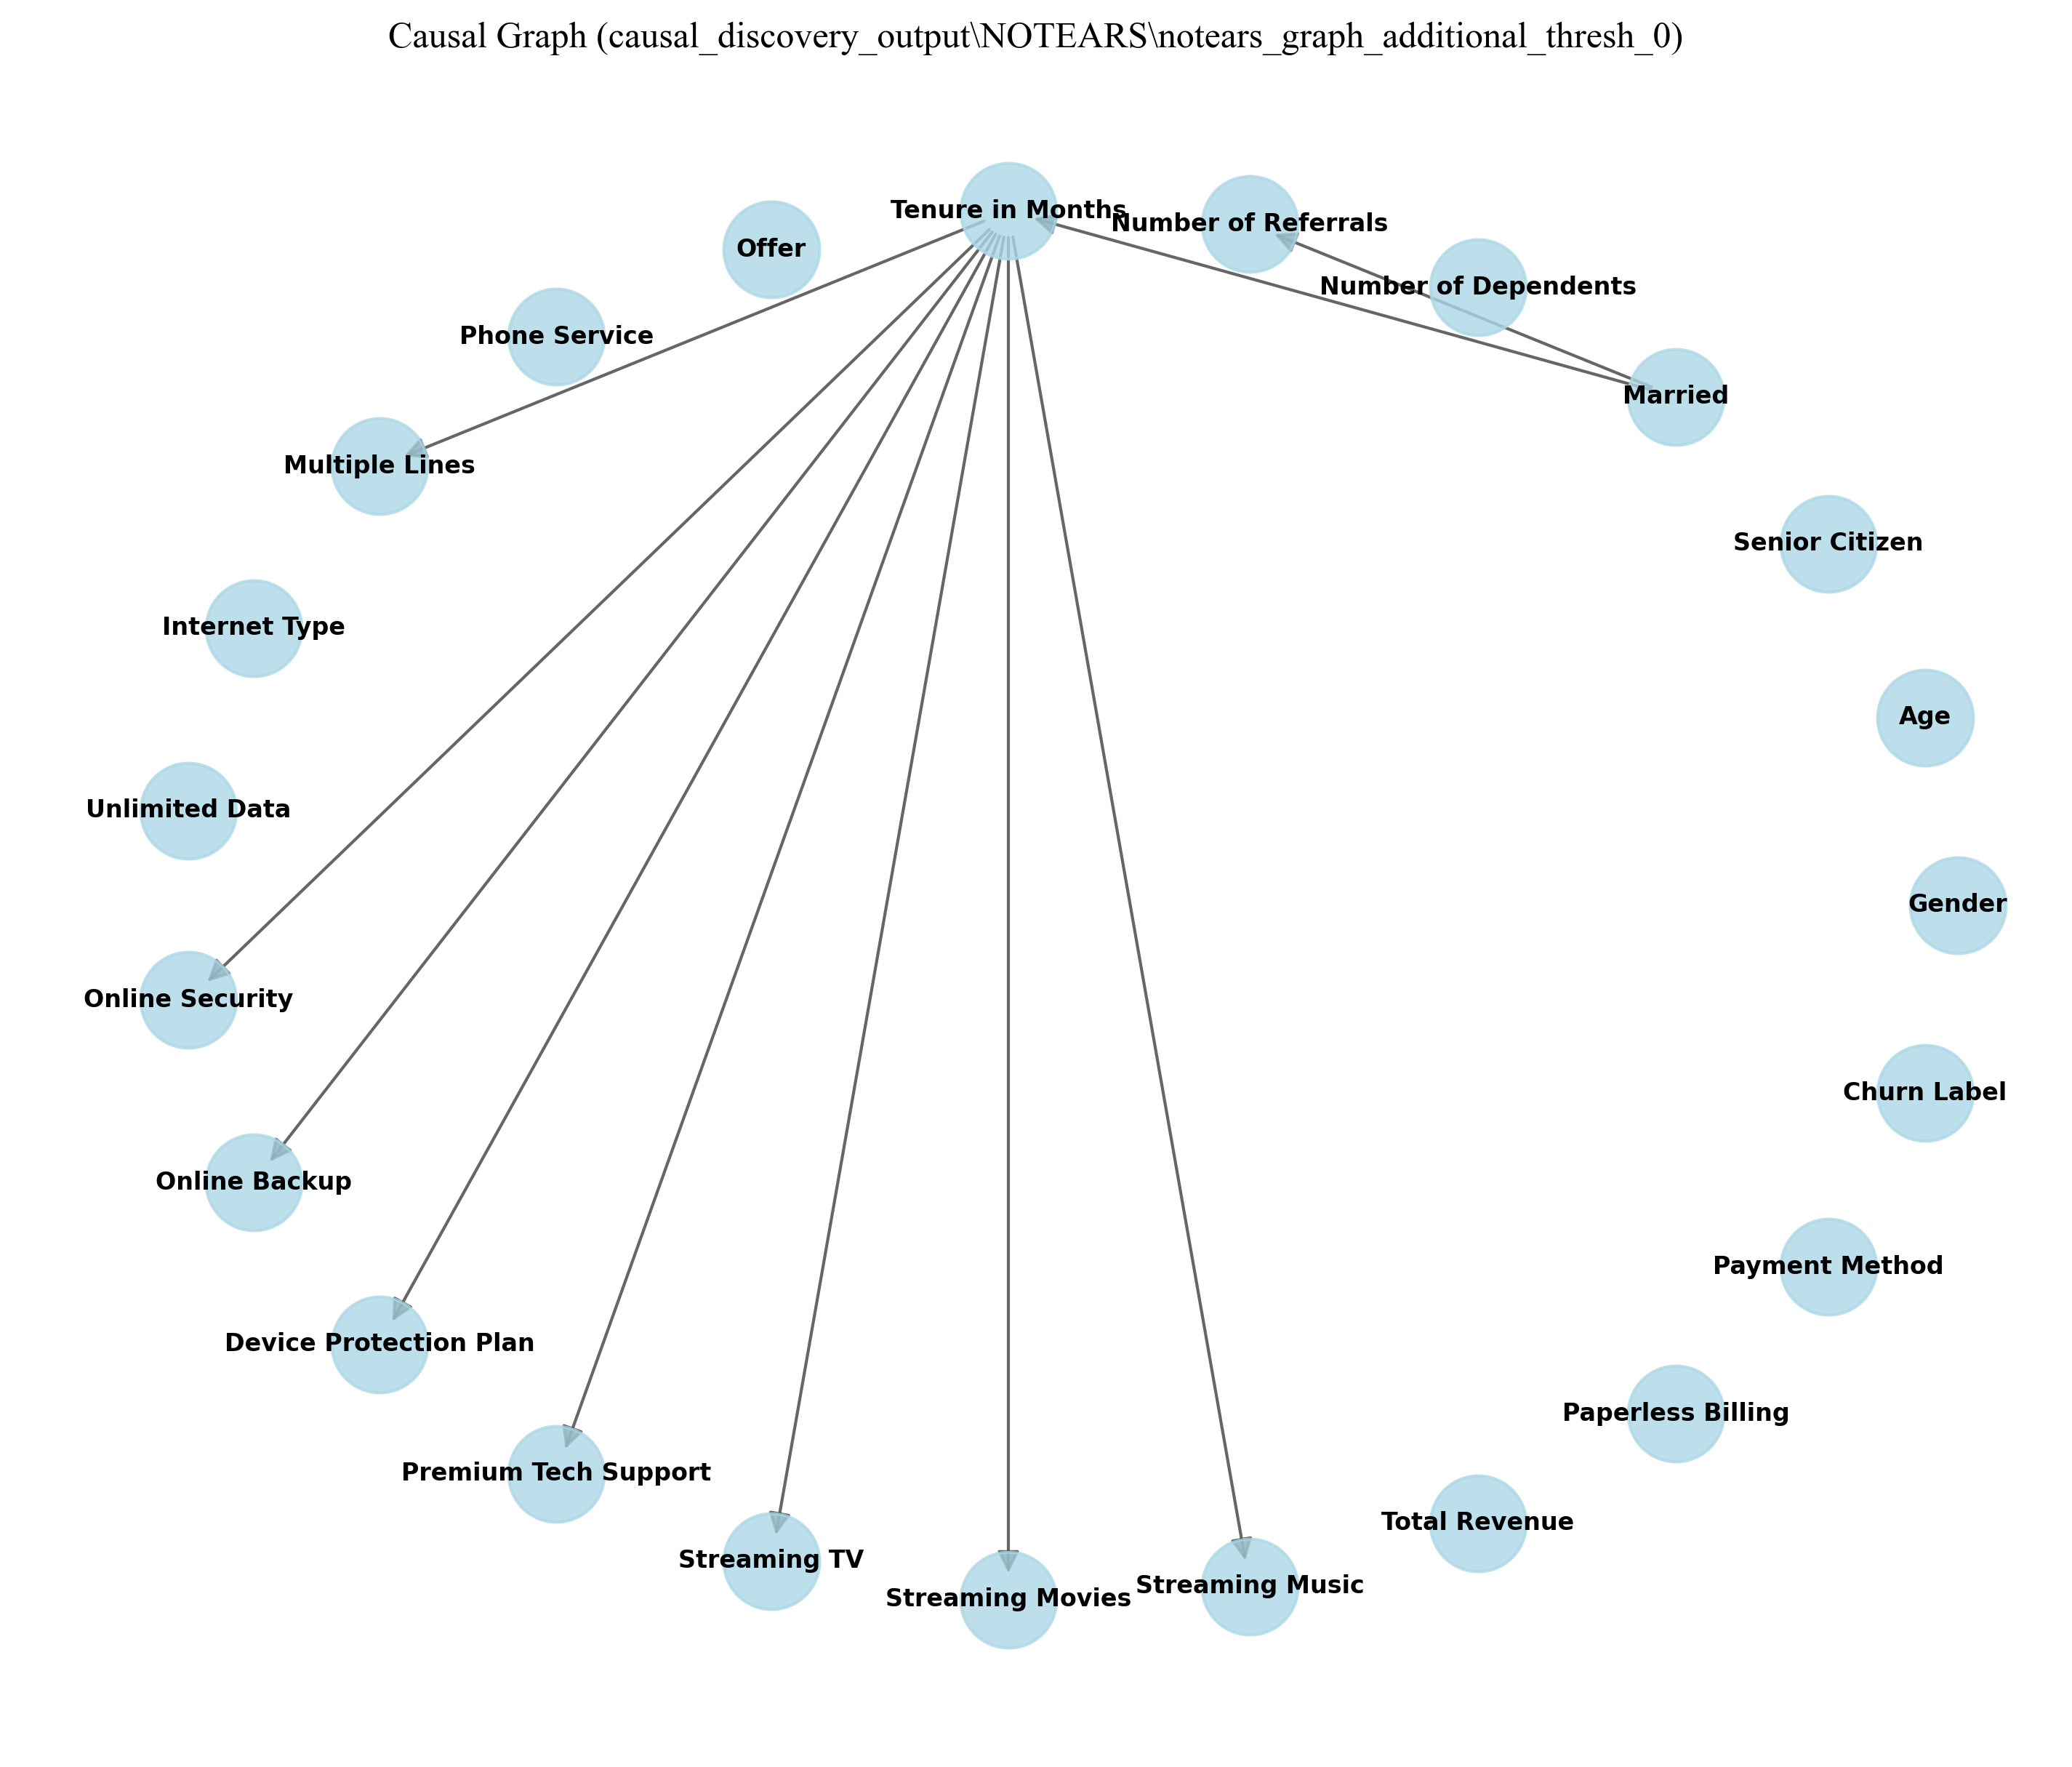 Causal Graph (causal_discovery_output\NOTEARS\notears_graph_additional_thresh_0)
Tenure in Months
Number of Referrals
Offer
Number of Dependents
Phone Service
Married
Multiple Lines
Senior Citizen
Internet Type
Age
Unlimited Data
Gender
Online Security
Churn Label
Online Backup
Payment Method
Device Protection Plan
Paperless Billing
Premium Tech Support
Total Revenue
Streaming TV
Streaming Music
Streaming Movies